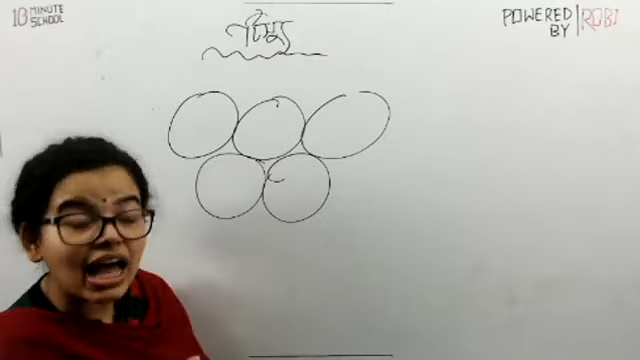 10 MINUTE
SCHOOL
POWERED
BY ROBI
টিস্যু